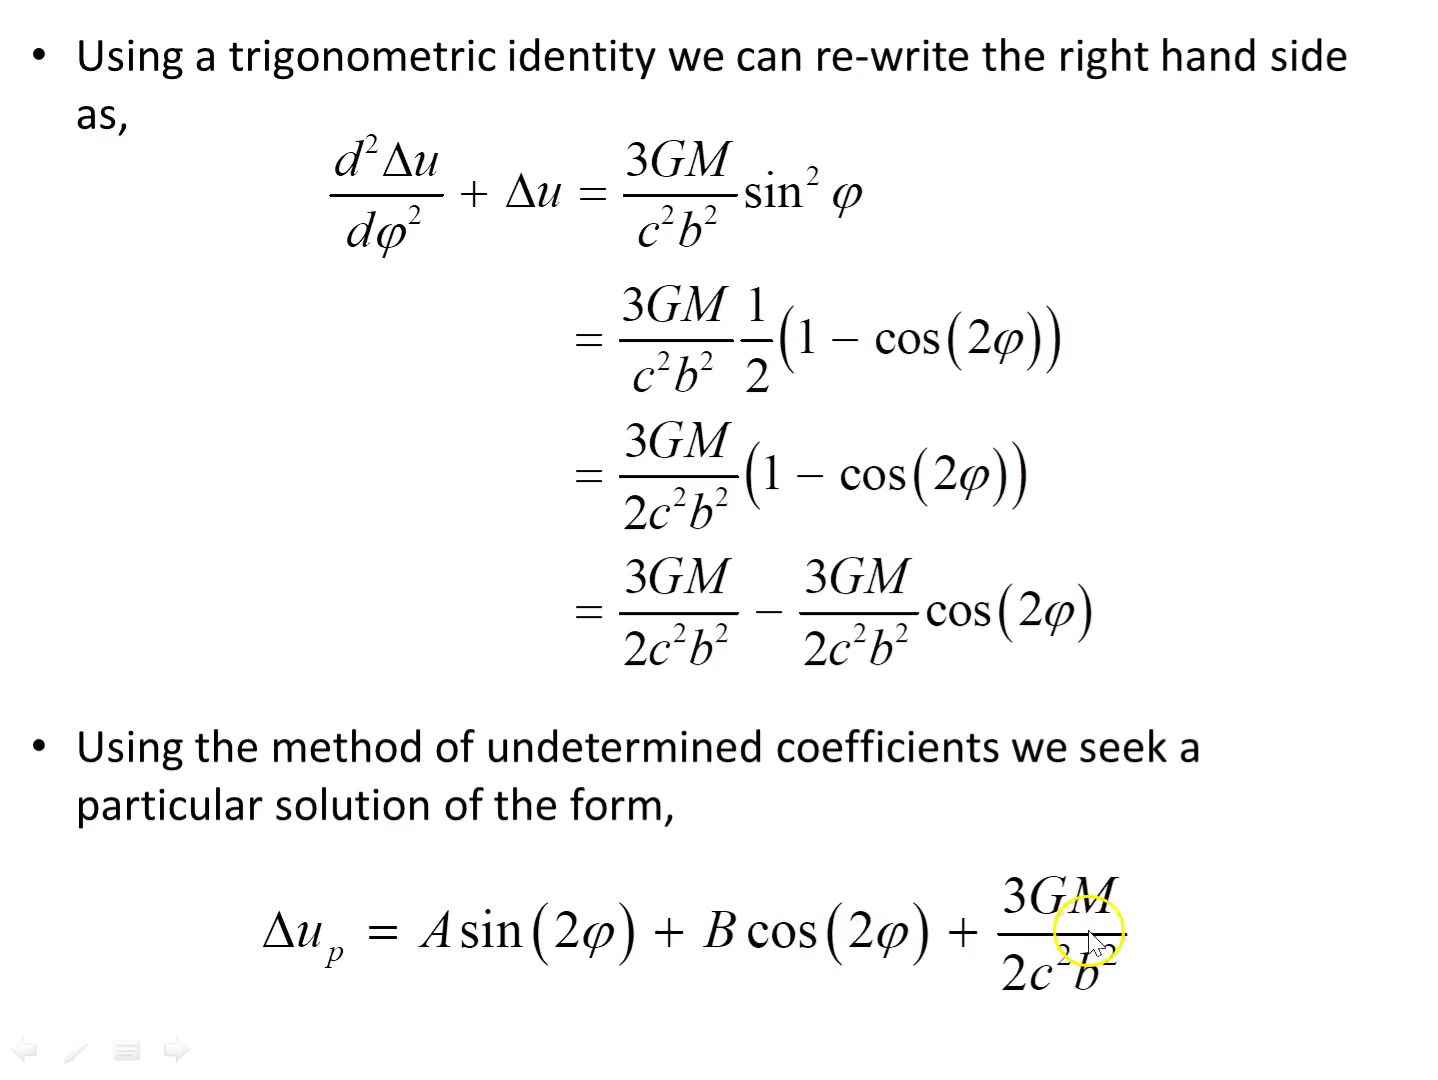 • Using a trigonometric identity we can re-write the right hand side
as,
d²Δu/dφ² + Δu = 3GM/c²b² sin² φ
= 3GM/c²b² 1/2 (1 − cos(2φ))
= 3GM/2c²b² (1 − cos(2φ))
= 3GM/2c²b² − 3GM/2c²b² cos(2φ)
• Using the method of undetermined coefficients we seek a
particular solution of the form,
Δuₚ = A sin(2φ) + B cos(2φ) + 3GM/2c²b²